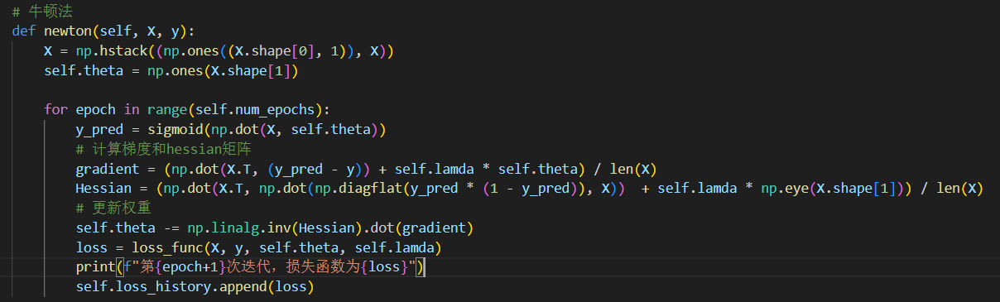 # 牛顿法
def newton(self, X, y):
    X = np.hstack((np.ones((X.shape[0], 1)), X))
    self.theta = np.ones(X.shape[1])
    for epoch in range(self.num_epochs):
        y_pred = sigmoid(np.dot(X, self.theta))
        # 计算梯度和hessian矩阵
        gradient = (np.dot(X.T, (y_pred - y)) + self.lamda * self.theta) / len(X)
        Hessian = (np.dot(X.T, np.dot(np.diagflat(y_pred * (1 - y_pred)), X))  + self.lamda * np.eye(X.shape[1])) / len(X)
        # 更新权重
        self.theta -= np.linalg.inv(Hessian).dot(gradient)
        loss = loss_func(X, y, self.theta, self.lamda)
        print(f"第{epoch+1}次迭代，损失函数为{loss}")
        self.loss_history.append(loss)